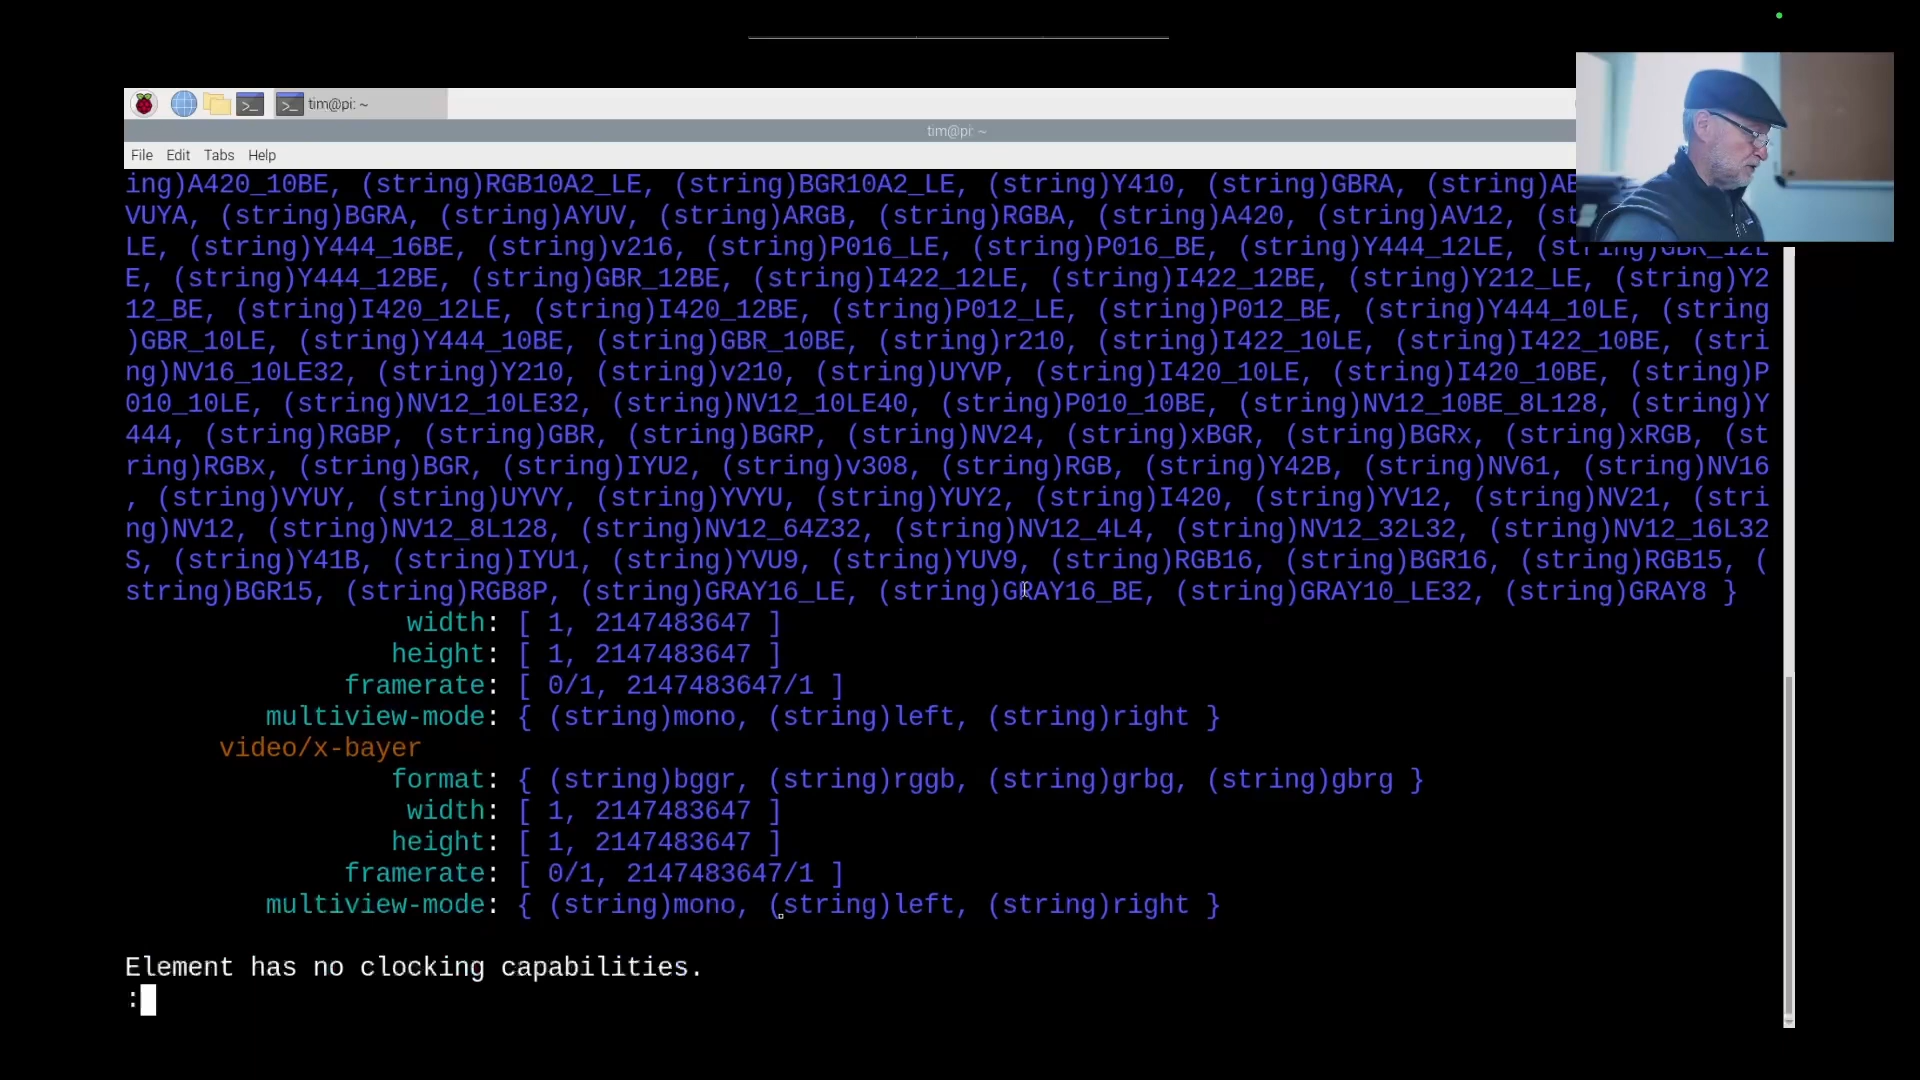 tim@pi: ~
tim@pi: ~
File Edit Tabs Help
ing)A420_10BE, (string)RGB10A2_LE, (string)BGR10A2_LE, (string)Y410, (string)GBRA, (string)
VUYA, (string)BGRA, (string)AYUV, (string)ARGB, (string)RGBA, (string)A420, (string)AV12,
LE, (string)Y444_16BE, (string)v216, (string)P016_LE, (string)P016_BE, (string)Y444_12LE, (string)GBR_12L
E, (string)Y444_12BE, (string)GBR_12BE, (string)I422_12LE, (string)I422_12BE, (string)Y212_LE, (string)Y2
12_BE, (string)I420_12LE, (string)I420_12BE, (string)P012_LE, (string)P012_BE, (string)Y444_10LE, (string
)GBR_10LE, (string)Y444_10BE, (string)GBR_10BE, (string)r210, (string)I422_10LE, (string)I422_10BE, (stri
ng)NV16_10LE32, (string)Y210, (string)v210, (string)UYVP, (string)I420_10LE, (string)I420_10BE, (string)P
010_10LE, (string)NV12_10LE32, (string)NV12_10LE40, (string)P010_10BE, (string)NV12_10BE_8L128, (string)Y
444, (string)RGBP, (string)GBR, (string)BGRP, (string)NV24, (string)xBGR, (string)BGRx, (string)xRGB, (st
ring)RGBx, (string)BGR, (string)IYU2, (string)v308, (string)RGB, (string)Y42B, (string)NV61, (string)NV16
, (string)VYUY, (string)UYVY, (string)YVYU, (string)YUY2, (string)I420, (string)YV12, (string)NV21, (stri
ng)NV12, (string)NV12_8L128, (string)NV12_64Z32, (string)NV12_4L4, (string)NV12_32L32, (string)NV12_16L32
S, (string)Y41B, (string)IYU1, (string)YVU9, (string)YUV9, (string)RGB16, (string)BGR16, (string)RGB15, (
string)BGR15, (string)RGB8P, (string)GRAY16_LE, (string)GRAY16_BE, (string)GRAY10_LE32, (string)GRAY8 }
width: [ 1, 2147483647 ]
height: [ 1, 2147483647 ]
framerate: [ 0/1, 2147483647/1 ]
multiview-mode: { (string)mono, (string)left, (string)right }
video/x-bayer
format: { (string)bggr, (string)rggb, (string)grbg, (string)gbrg }
width: [ 1, 2147483647 ]
height: [ 1, 2147483647 ]
framerate: [ 0/1, 2147483647/1 ]
multiview-mode: { (string)mono, (string)left, (string)right }
Element has no clocking capabilities.
: